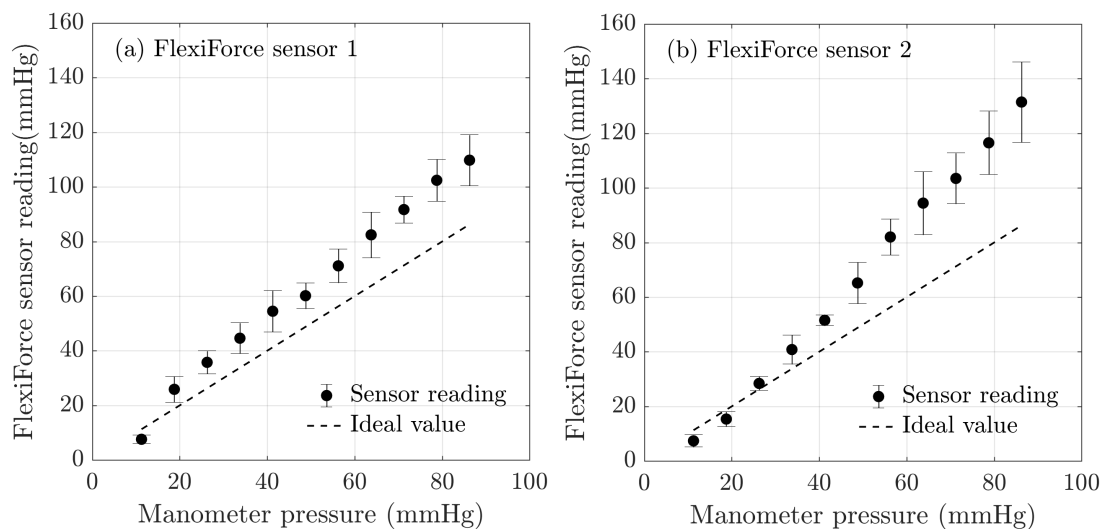 (a) FlexiForce sensor 1
FlexiForce sensor reading(mmHg)
160
140
120
100
80
60
40
20
0
Sensor reading
Ideal value
0 20 40 60 80 100
Manometer pressure (mmHg)
(b) FlexiForce sensor 2
FlexiForce sensor reading(mmHg)
160
140
120
100
80
60
40
20
0
Sensor reading
Ideal value
0 20 40 60 80 100
Manometer pressure (mmHg)